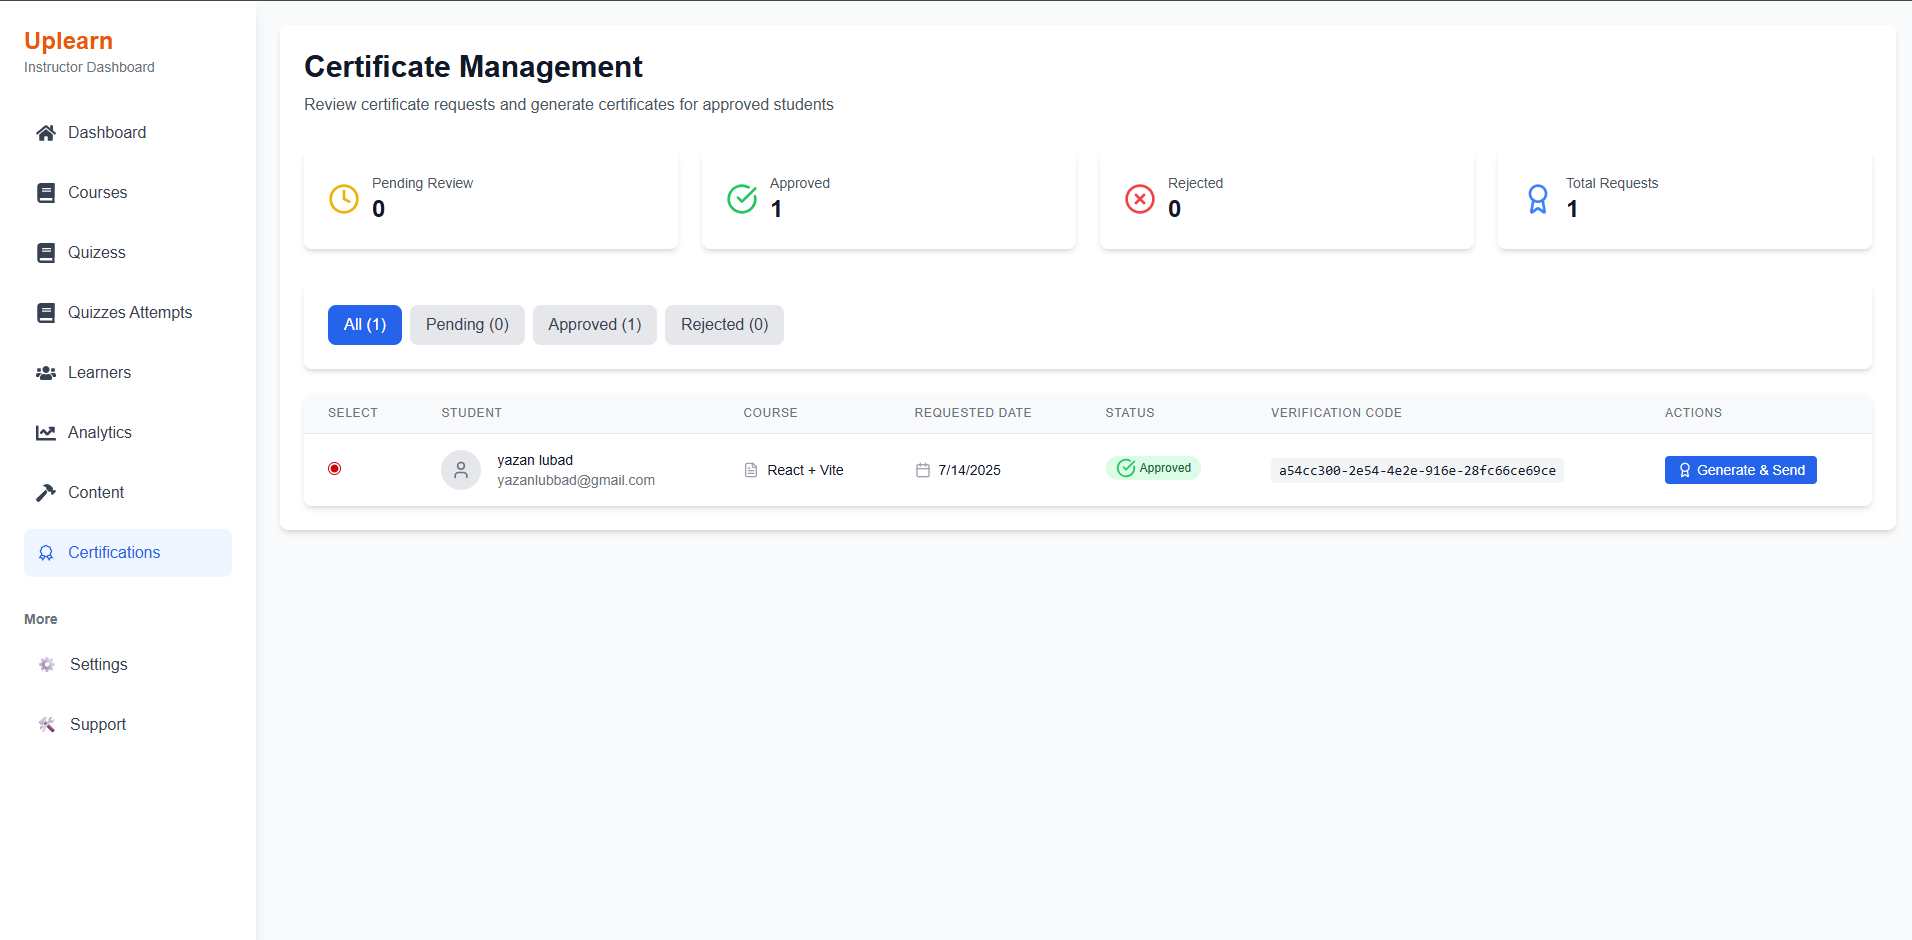 Uplearn
Instructor Dashboard
Dashboard
Courses
Quizess
Quizzes Attempts
Learners
Analytics
Content
Certifications
More
Settings
Support
Certificate Management
Review certificate requests and generate certificates for approved students
Pending Review
0
Approved
1
Rejected
0
Total Requests
1
All (1) Pending (0) Approved (1) Rejected (0)
SELECT STUDENT COURSE REQUESTED DATE STATUS VERIFICATION CODE ACTIONS
yazan lubad
yazanlubbad@gmail.com
React + Vite
7/14/2025
Approved
a54cc300-2e54-4e2e-916e-28fc66ce69ce
Generate & Send